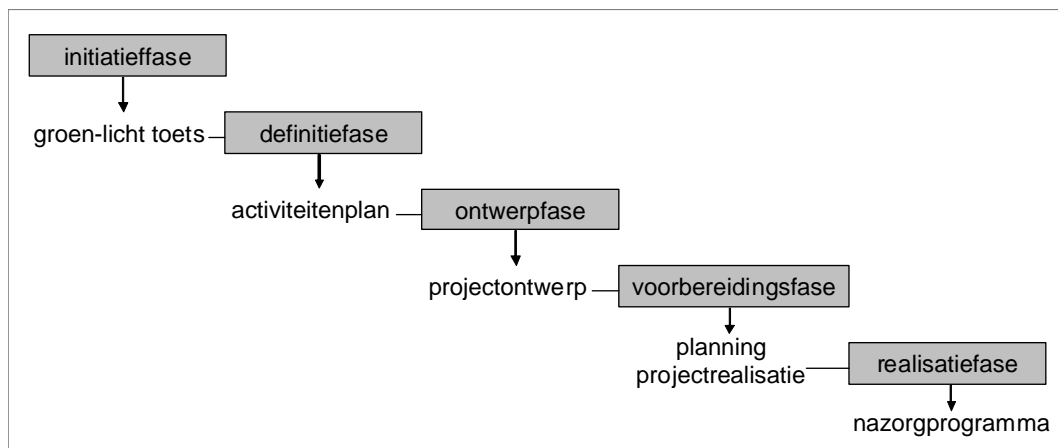 initiatieffase
groen-licht toets
definitiefase
activiteitenplan
ontwerpfase
projectontwerp
voorbereidingsfase
planning
projectrealisatie
realisatiefase
nazorgprogramma